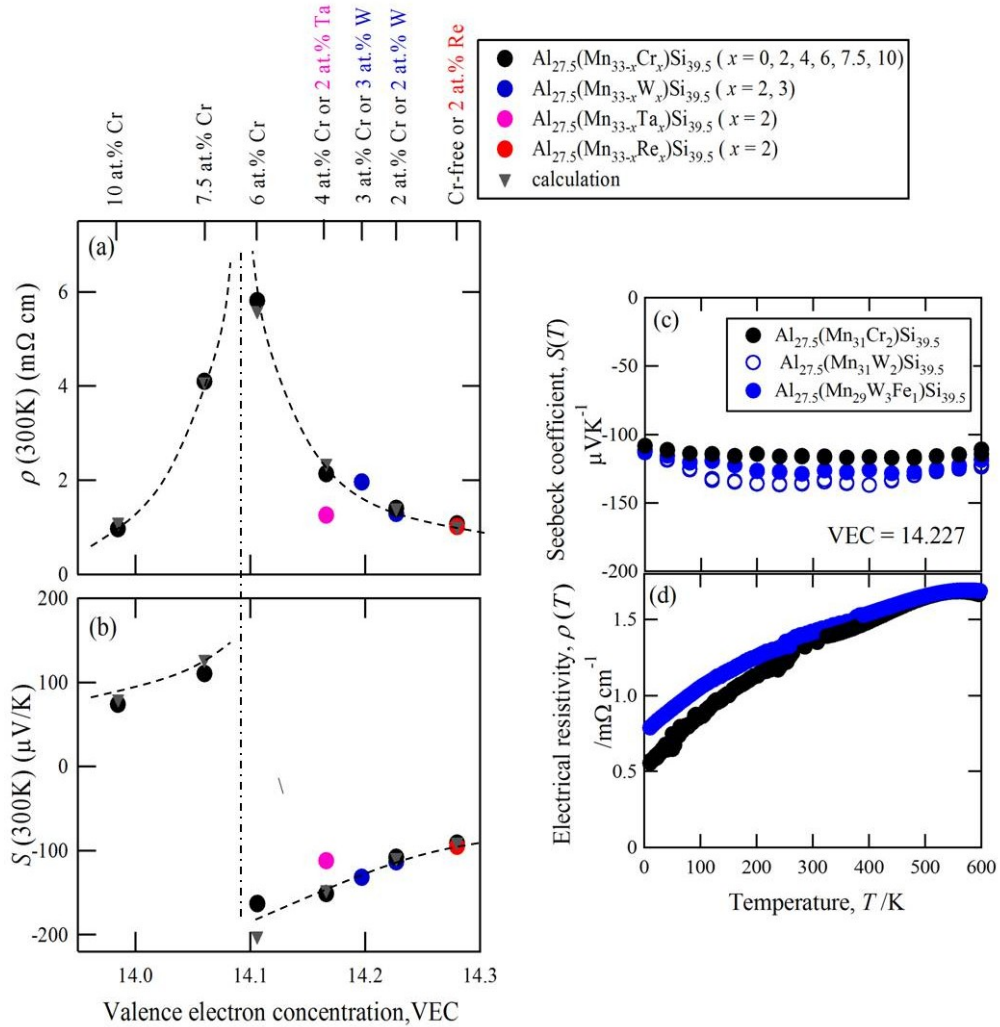 10 at.% Cr
7.5 at.% Cr
6 at.% Cr
4 at.% Cr or 2 at.% Ta
3 at.% Cr or 3 at.% W
2 at.% Cr or 2 at.% W
Cr-free or 2 at.% Re
Al27.5(Mn33-xCrx)Si39.5 ( x = 0, 2, 4, 6, 7.5, 10)
Al27.5(Mn33-xWx)Si39.5 (x = 2, 3)
Al27.5(Mn33-xTax)Si39.5 (x = 2)
Al27.5(Mn33-xRex)Si39.5 ( x = 2)
calculation
(a)
ρ (300K) (mΩ cm)
6
4
2
0
(b)
S (300K) (μV/K)
200
100
0
-100
-200
14.0
14.1
14.2
14.3
Valence electron concentration,VEC
(c)
Seebeck coefficient, S(T)
μVK-1
0
-50
-100
-150
-200
Al27.5(Mn31Cr2)Si39.5
Al27.5(Mn31W2)Si39.5
Al27.5(Mn29W3Fe1)Si39.5
VEC = 14.227
(d)
Electrical resistivity, ρ (T)
/mΩ cm-1
1.5
1.0
0.5
0
0
100
200
300
400
500
600
Temperature, T /K